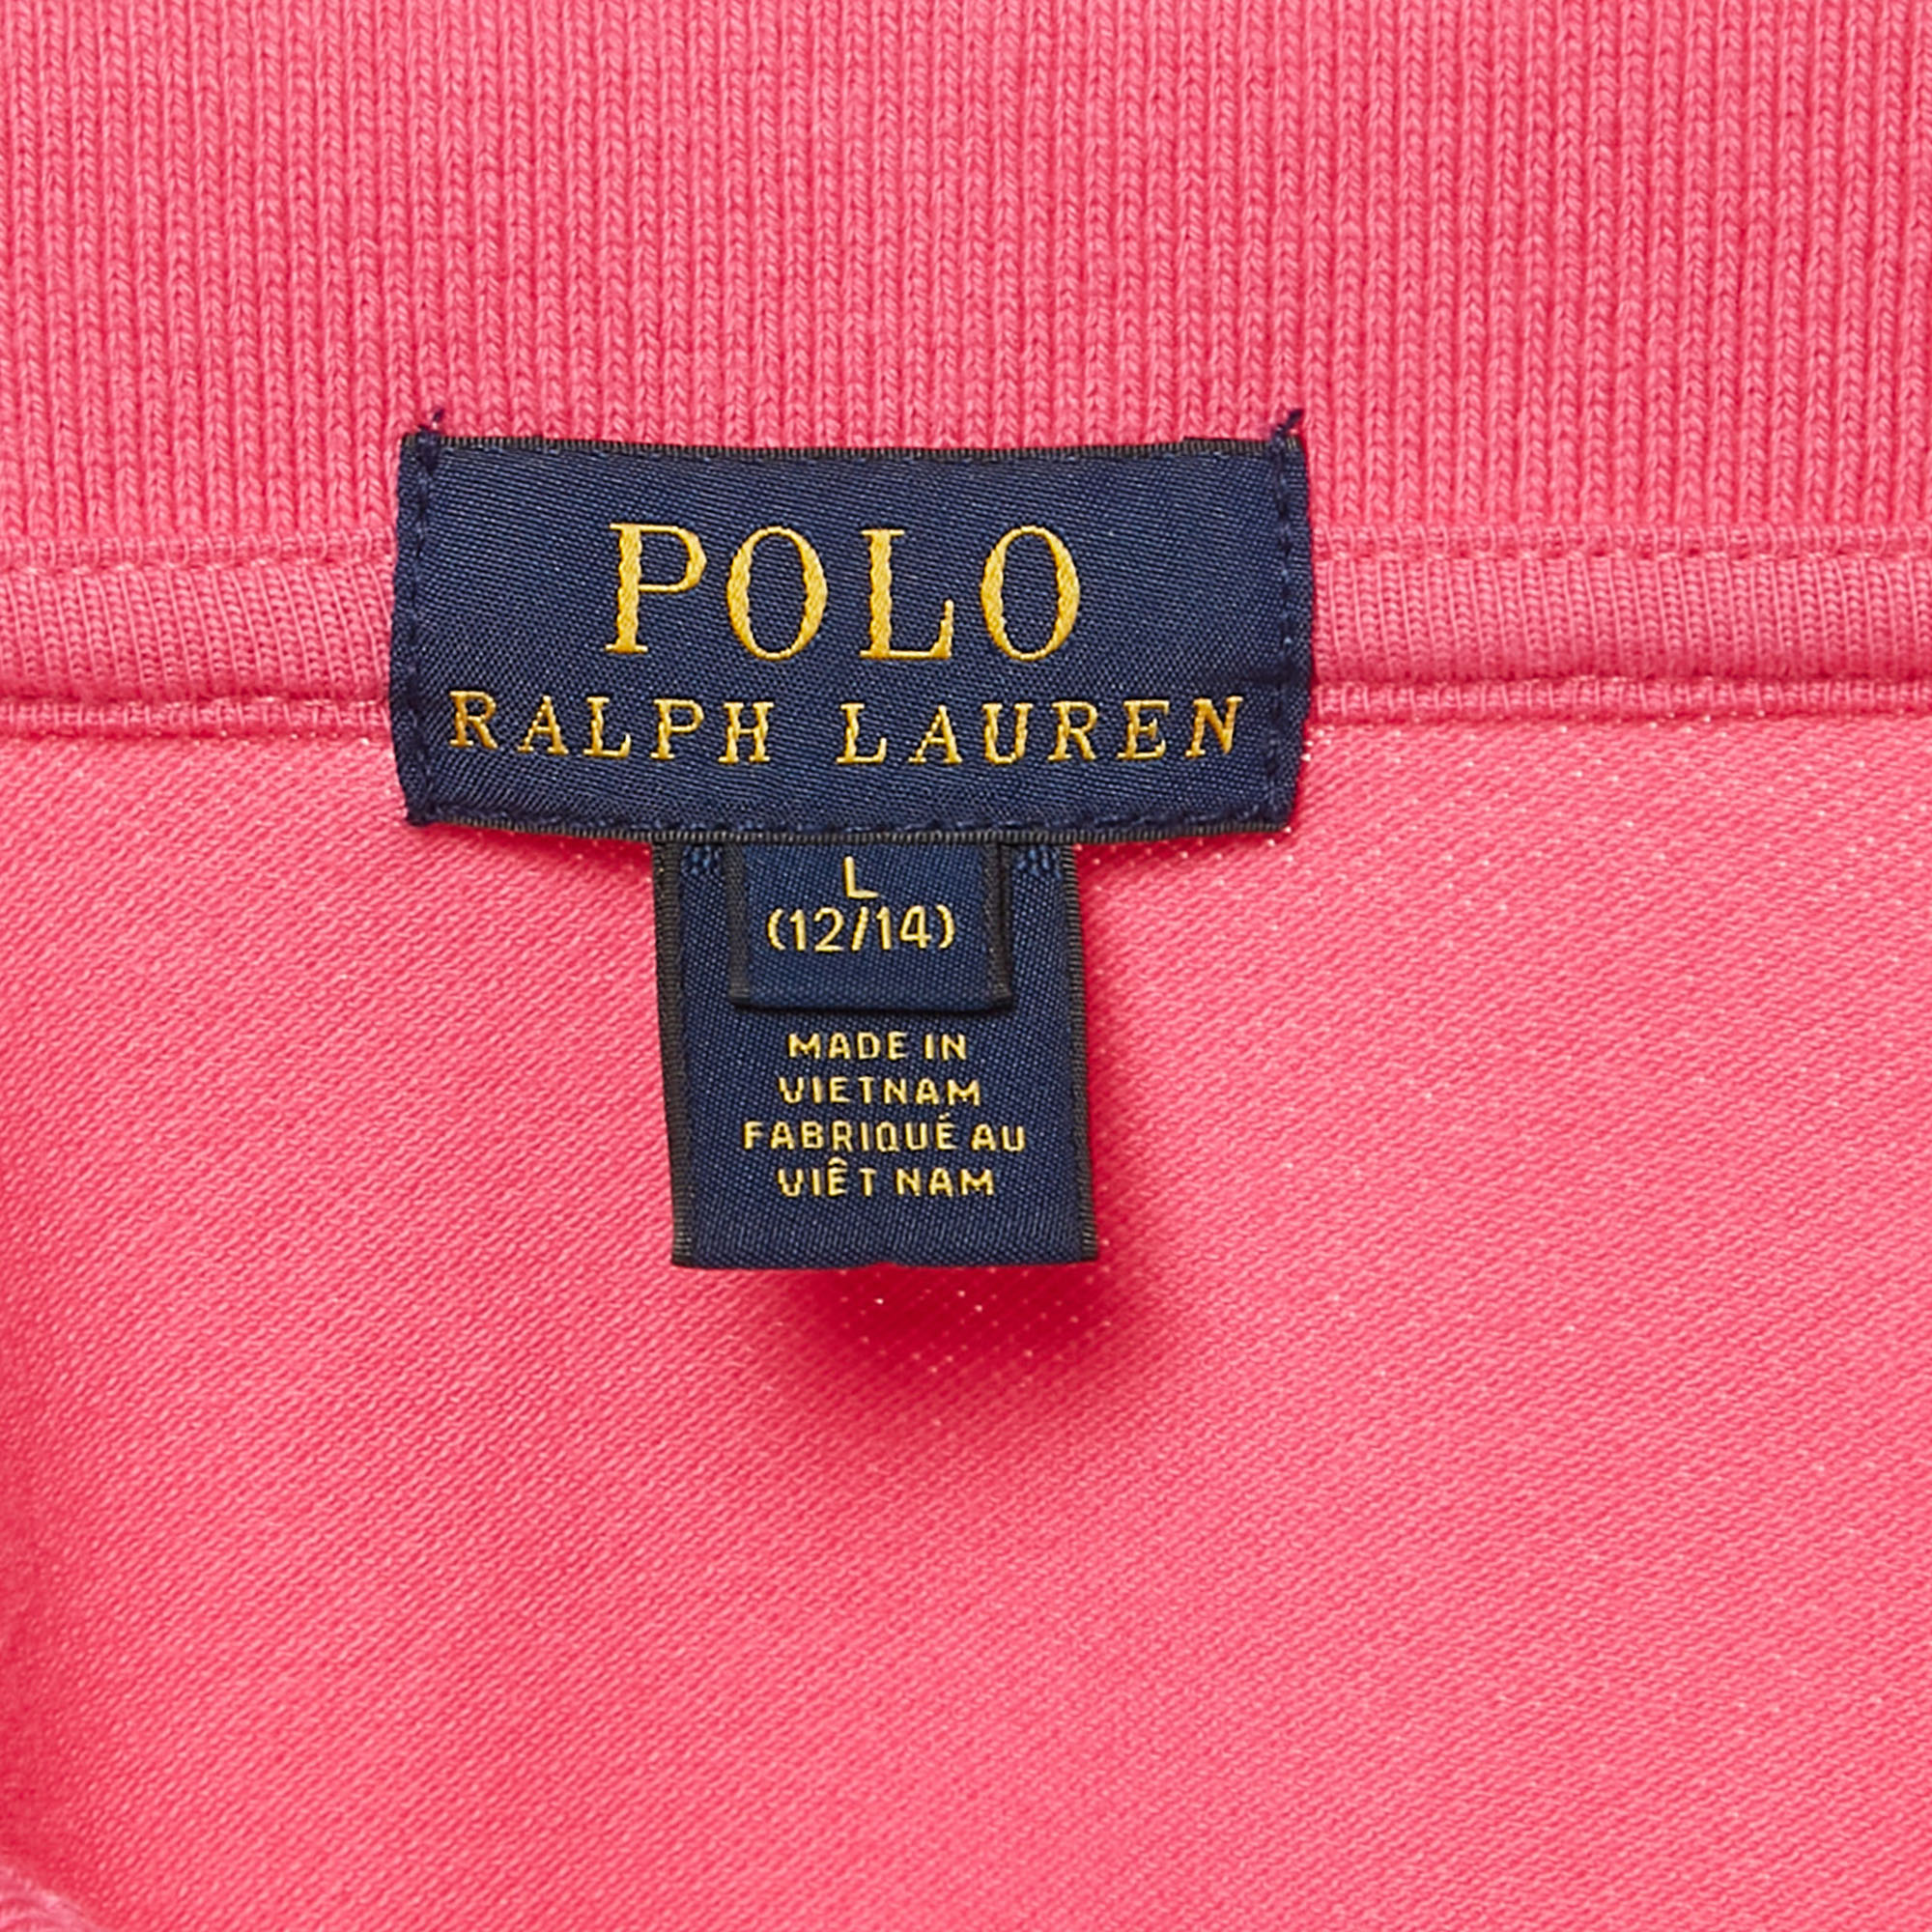 POLO
RALPH LAUREN
L
(12/14)
MADE IN
VIETNAM
FABRIQUÉ AU
VIÊT NAM